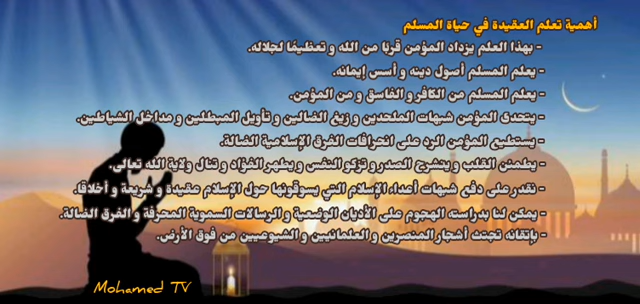 أهمية تعلم العقيدة في حياة المسلم
- بهذا العلم يزداد المؤمن قربًا من الله و تعظيمًا لجلاله.
- يعلم المسلم أصول دينه و أسس إيمانه.
- يعلم المسلم من الكافر و الفاسق و من المؤمن.
- يتحدى المؤمن شبهات الملحدين و زيغ الضالين و تأويل المبطلين و مداخل الشياطين.
- يستطيع المؤمن الرد على انحرافات الفرق الإسلامية الضالة.
- يطمئن القلب و ينشرح الصدر و تزكو النفس و يطهر الفؤاد و تنال ولاية الله تعالى.
- تقدر على دفع شبهات أعداء الإسلام التي يسوقونها حول الإسلام عقيدة و شريعة و أخلاقا.
- يمكن لنا بدراسته الهجوم على الأديان الوضعية و الرسالات السموية المحرفة و الفرق الضالة.
- بإتقانه تجتث أشجار المنصرين و العلمانيين و الشيوعيين من فوق الأرض.
Mohamed TV